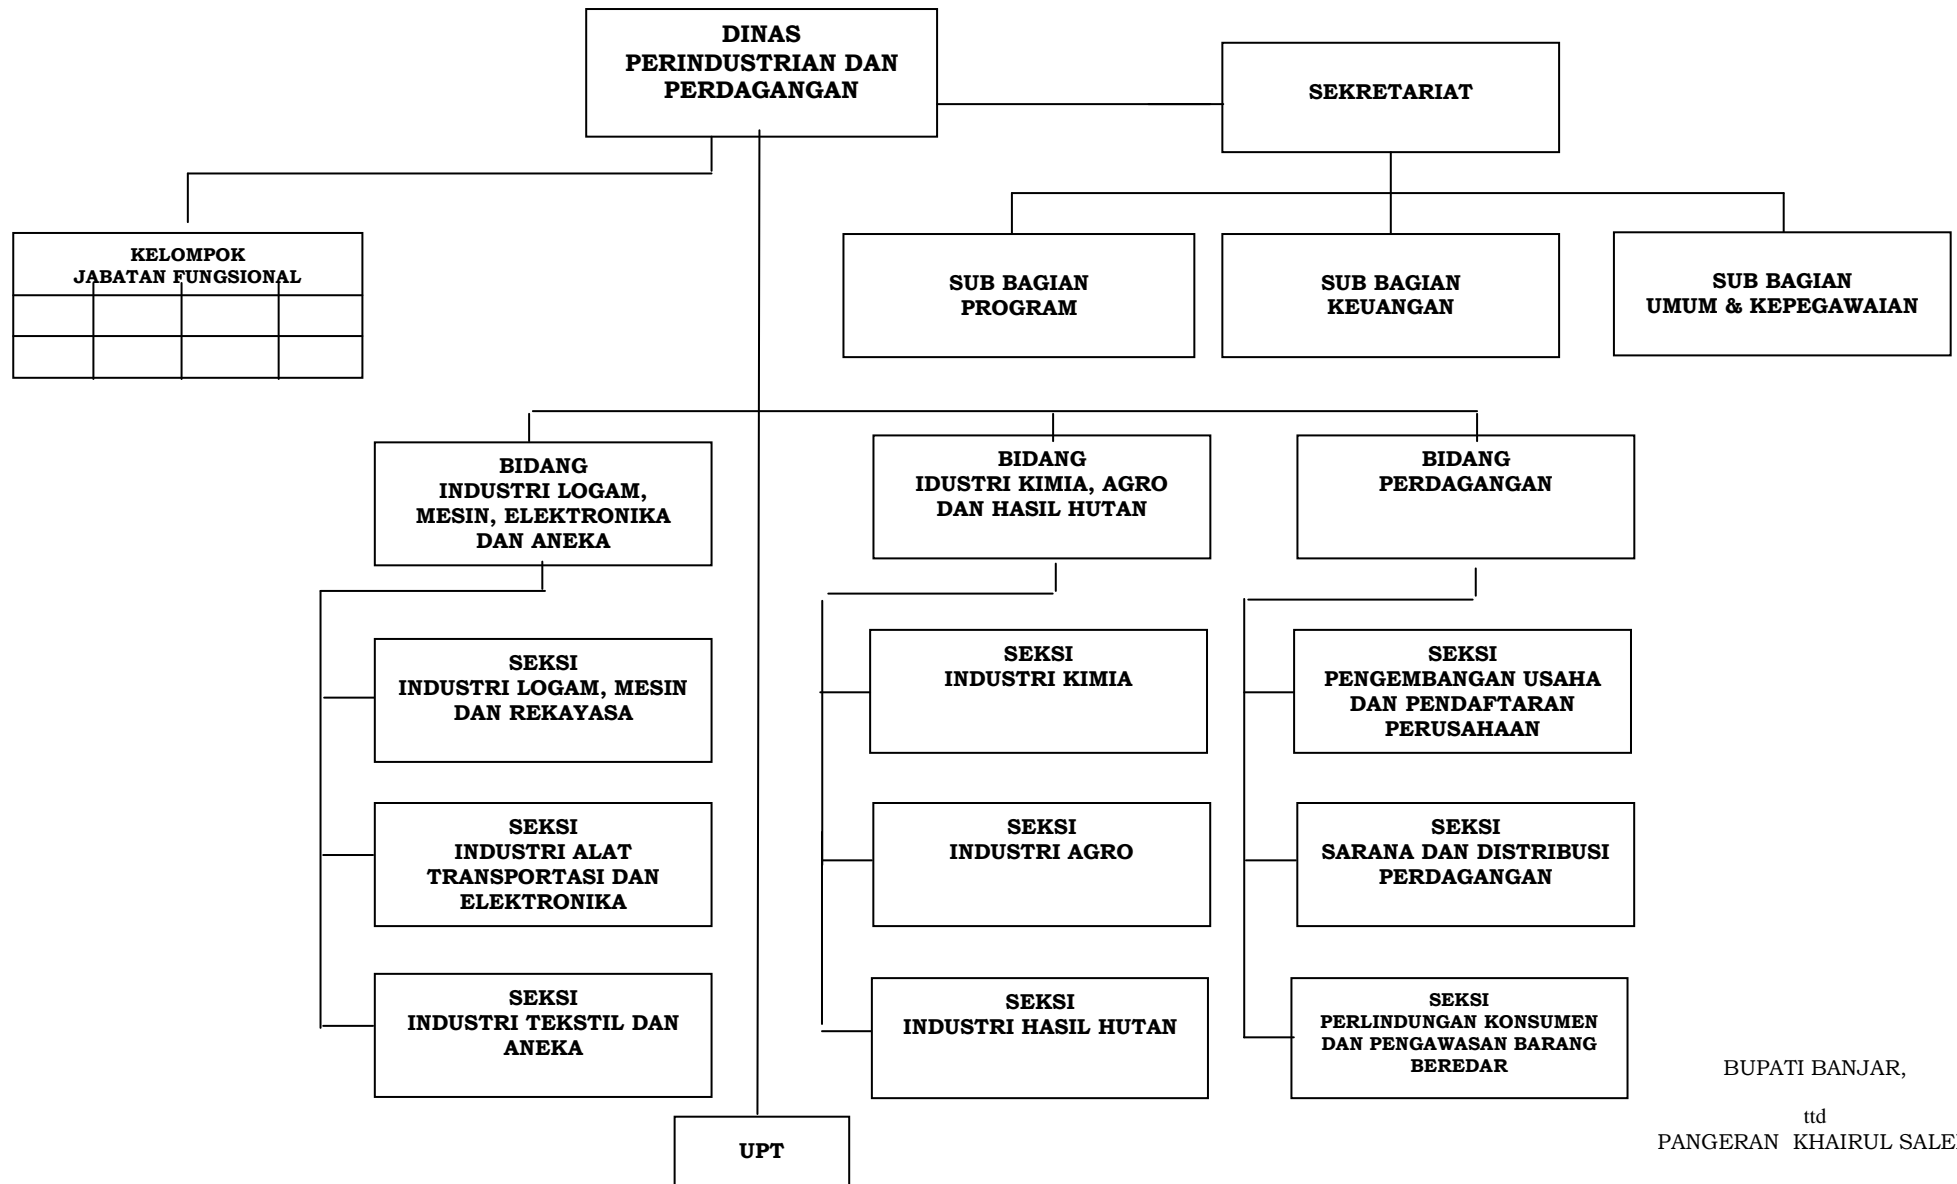 DINAS
PERINDUSTRIAN DAN
PERDAGANGAN
SEKRETARIAT
KELOMPOK
JABATAN FUNGSIONAL
SUB BAGIAN
PROGRAM
SUB BAGIAN
KEUANGAN
SUB BAGIAN
UMUM & KEPEGAWAIAN
BIDANG
INDUSTRI LOGAM,
MESIN, ELEKTRONIKA
DAN ANEKA
BIDANG
IDUSTRI KIMIA, AGRO
DAN HASIL HUTAN
BIDANG
PERDAGANGAN
SEKSI
INDUSTRI LOGAM, MESIN
DAN REKAYASA
SEKSI
INDUSTRI KIMIA
SEKSI
PENGEMBANGAN USAHA
DAN PENDAFTARAN
PERUSAHAAN
SEKSI
INDUSTRI ALAT
TRANSPORTASI DAN
ELEKTRONIKA
SEKSI
INDUSTRI AGRO
SEKSI
SARANA DAN DISTRIBUSI
PERDAGANGAN
SEKSI
INDUSTRI TEKSTIL DAN
ANEKA
SEKSI
INDUSTRI HASIL HUTAN
SEKSI
PERLINDUNGAN KONSUMEN
DAN PENGAWASAN BARANG
BEREDAR
UPT
BUPATI BANJAR,
ttd
PANGERAN KHAIRUL